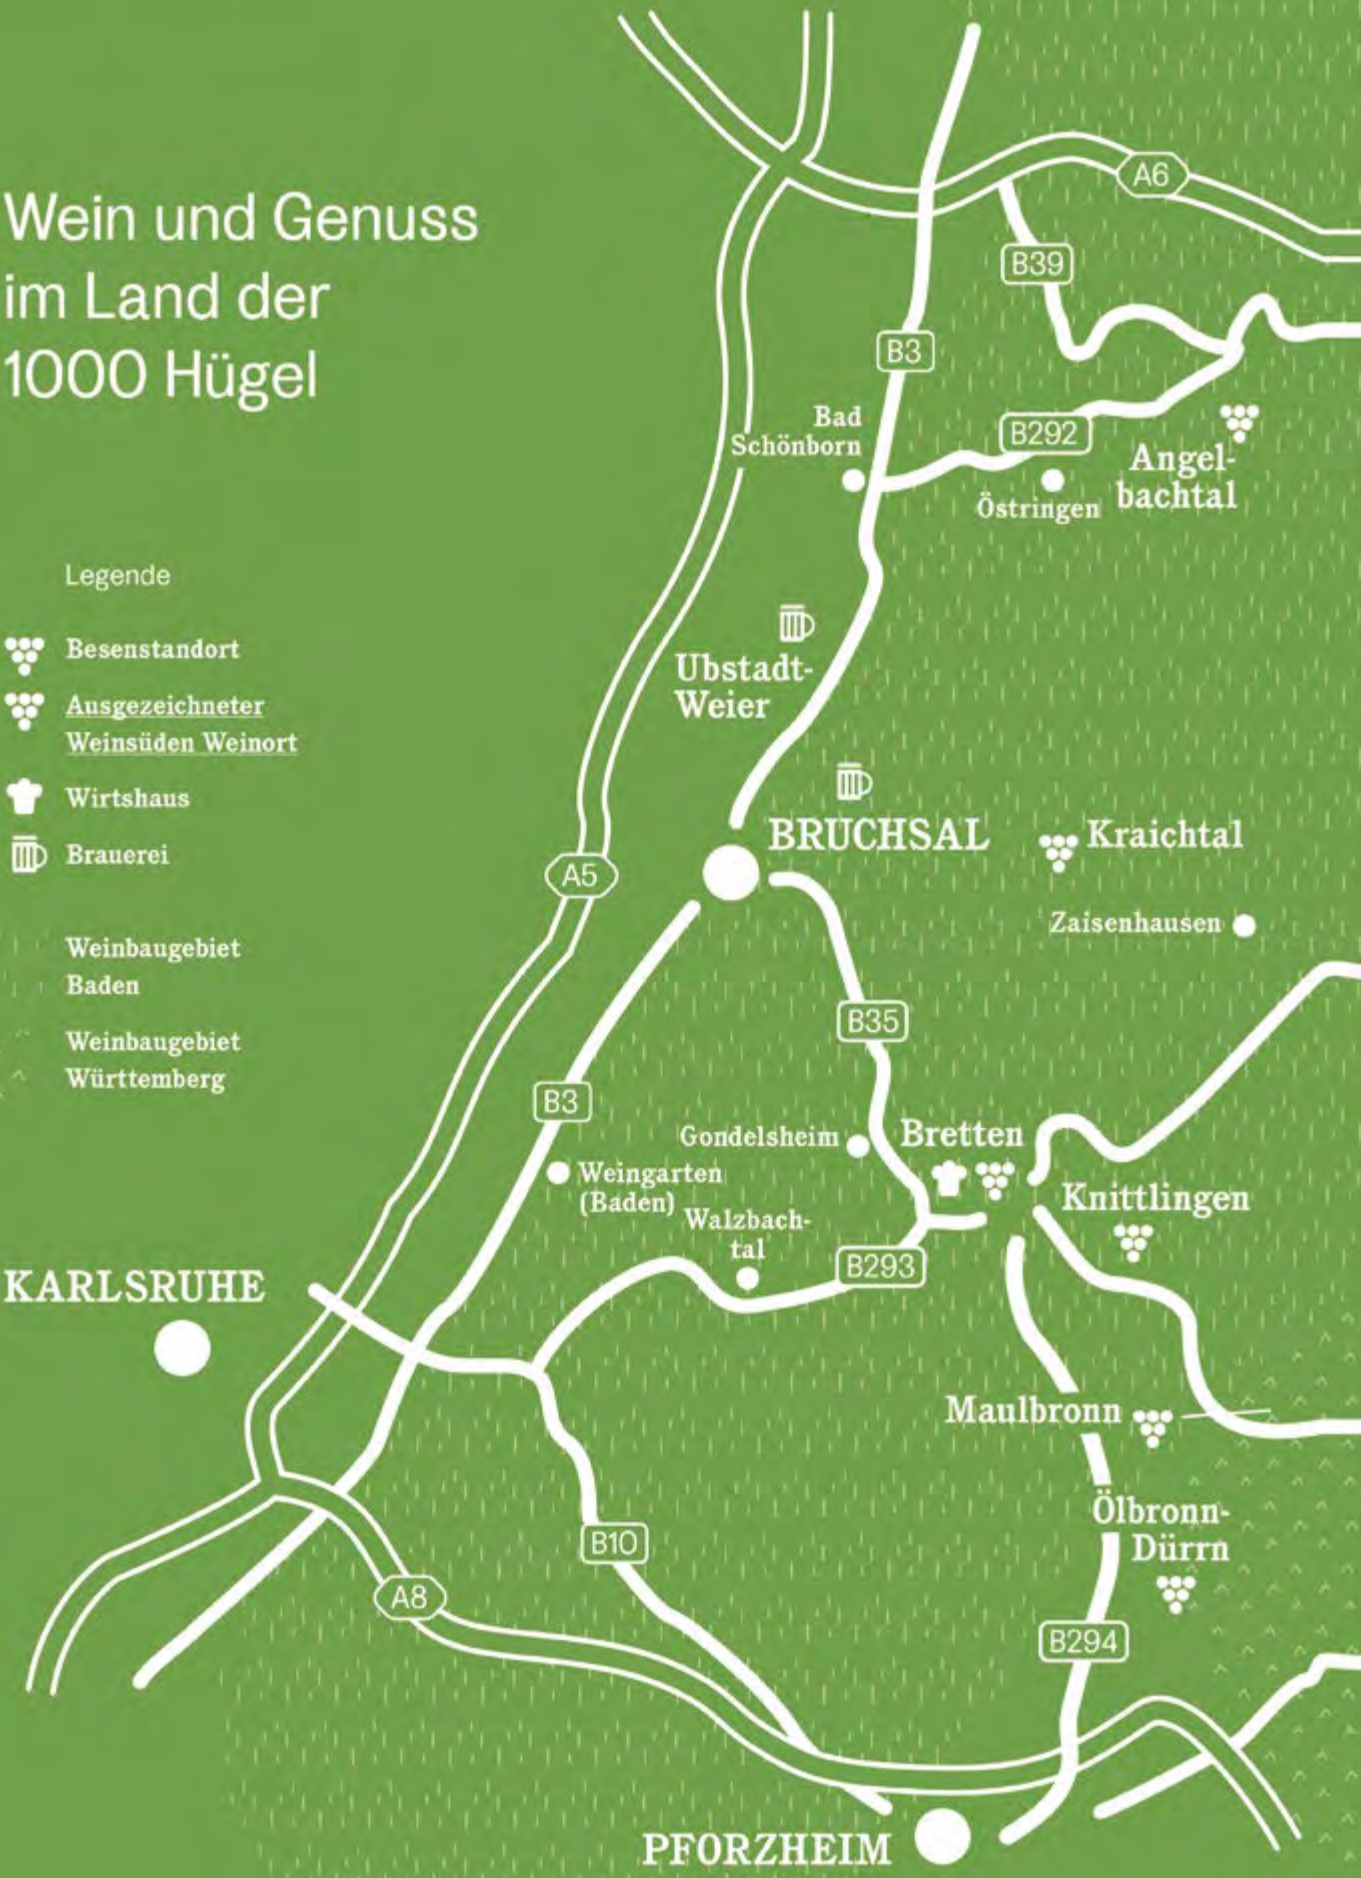 Wein und Genuss
im Land der
1000 Hügel
Legende
Besenstandort
Ausgezeichneter
Weinsüden Weinort
Wirtshaus
Brauerei
Weinbaugebiet
Baden
Weinbaugebiet
Württemberg
A6
B39
B3
Bad
Schönborn
B292
Östringen
Angel-
bachtal
Ubstadt-
Weier
BRUCHSAL
Kraichtal
A5
Zaisenhausen
B35
B3
Gondelsheim
Bretten
Weingarten
(Baden)
Walzbach-
tal
Knittlingen
B293
KARLSRUHE
Maulbronn
Ölbronn-
Dürrn
B10
A8
B294
PFORZHEIM